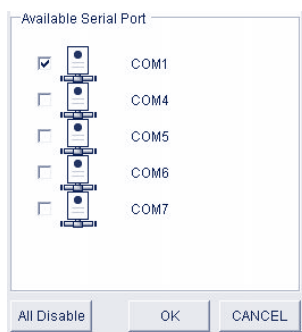 Available Serial Port
COM1
COM4
COM5
COM6
COM7
All Disable OK CANCEL